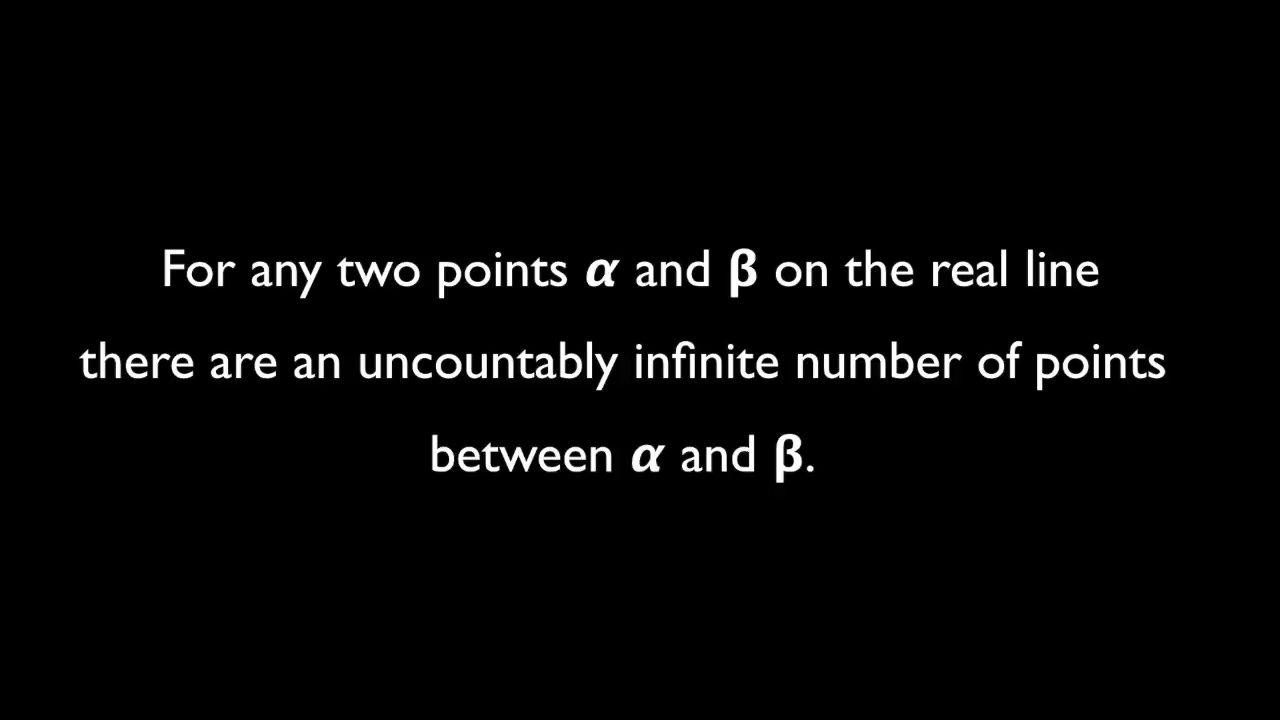 For any two points α and β on the real line
there are an uncountably infinite number of points
between α and β.